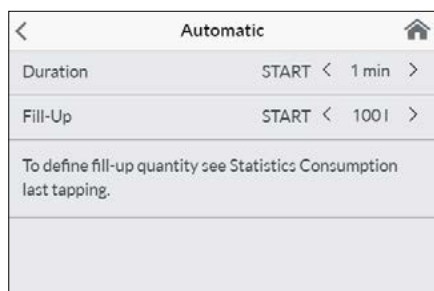 Automatic
Duration START < 1 min >
Fill-Up START < 100 l >
To define fill-up quantity see Statistics Consumption
last tapping.